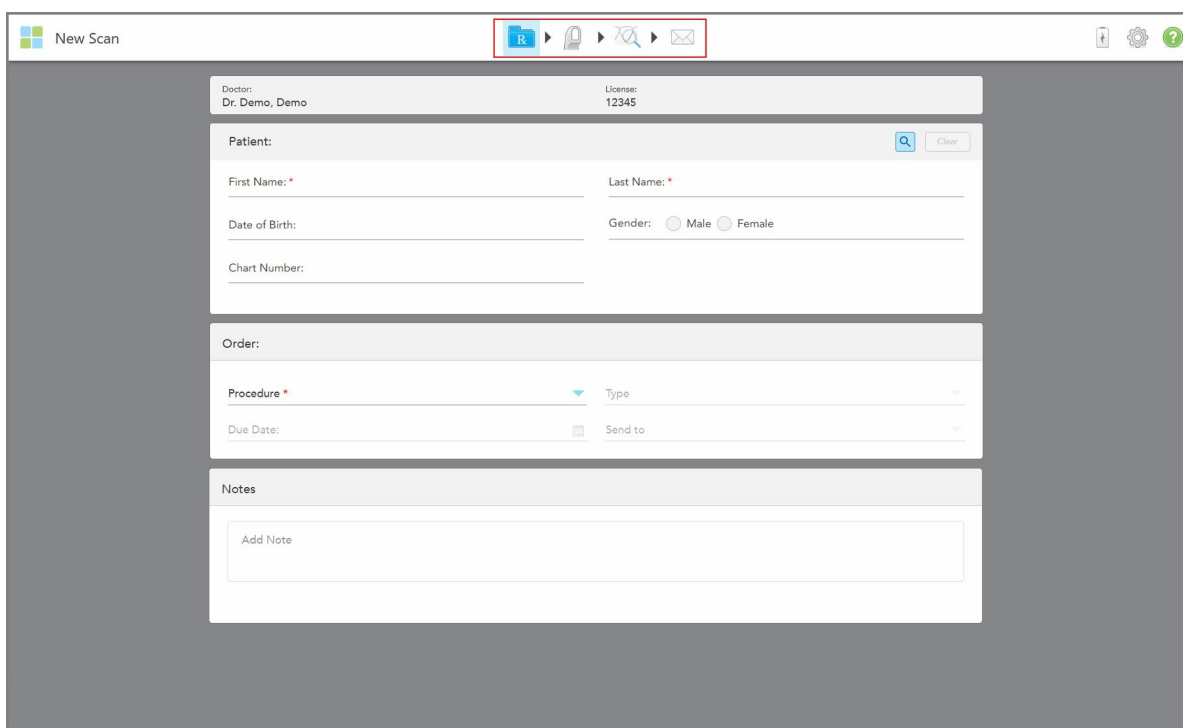 New Scan
R
?
Doctor: License:
Dr. Demo, Demo 12345
Patient: Clear
First Name: * Last Name: *
Date of Birth: Gender: Male Female
Chart Number:
Order:
Procedure * Type
Due Date: Send to
Notes
Add Note